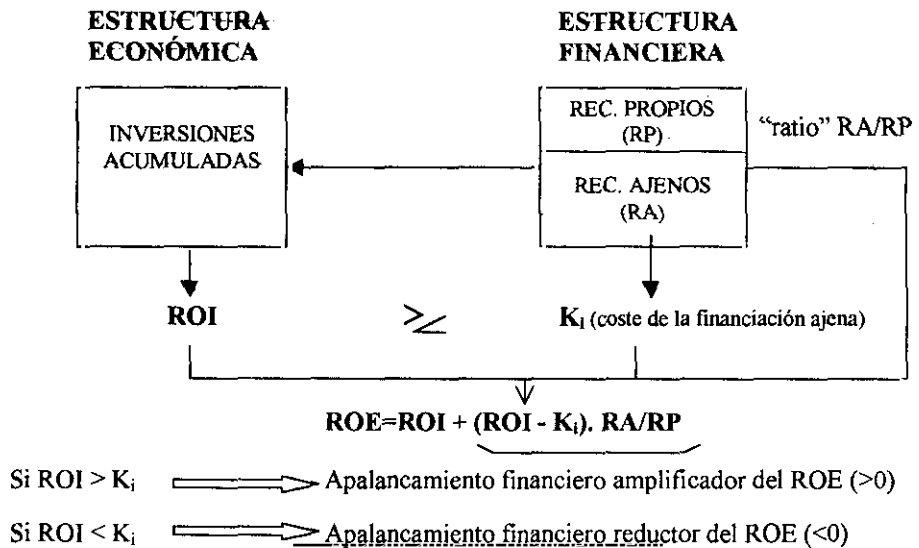 ESTRUCTURA
ECONÓMICA
ESTRUCTURA
FINANCIERA
INVERSIONES
ACUMULADAS
REC. PROPIOS
(RP)
REC. AJENOS
(RA)
“ratio” RA/RP
ROI
>
<
K₁ (coste de la financiación ajena)
ROE=ROI + (ROI - Kᵢ). RA/RP
Si ROI > Kᵢ Apalancamiento financiero amplificador del ROE (>0)
Si ROI < Kᵢ Apalancamiento financiero reductor del ROE (<0)